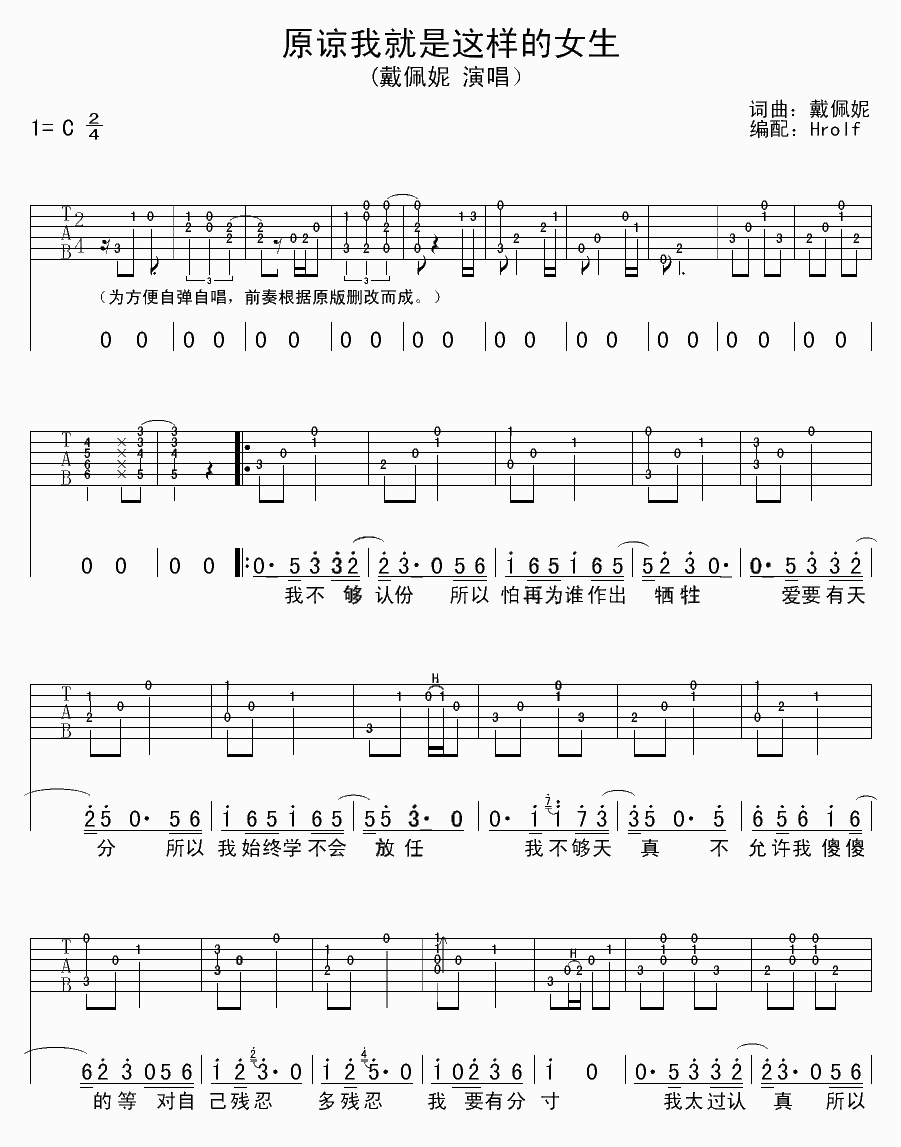 原谅我就是这样的女生
(戴佩妮 演唱)
词曲：戴佩妮
1= C 2/4
编配：Hrolf
(为方便自弹自唱，前奏根据原版删改而成。)
0 0 0 0 0 0 0 0 0 0 0 0 0 0 0 0 0 0 0 0
0 0 0 0 0· 5 3 3 2 2 3· 0 5 6 1 6 5 1 6 5 5 2 3 0· 0· 5 3 3 2
我不 够 认份 所以 怕再为谁作出 牺牲 爱要有天
H
2 5 0· 5 6 1 6 5 1 6 5 5 5 3· 0 0· 1 7 1 7 3 3 5 0· 5 6 5 6 1 6
分 所以 我始终学不会 放任 我不够天 真 不 允许我傻傻
H
6 2 3 0 5 6 1 2 2 3· 0 1 2 4 5· 0 1 0 2 3 6 1 0 5 3 3 2 2 3· 0 5 6
的等 对自 己残忍 多残忍 我 要有分 寸 我太过认 真 所以